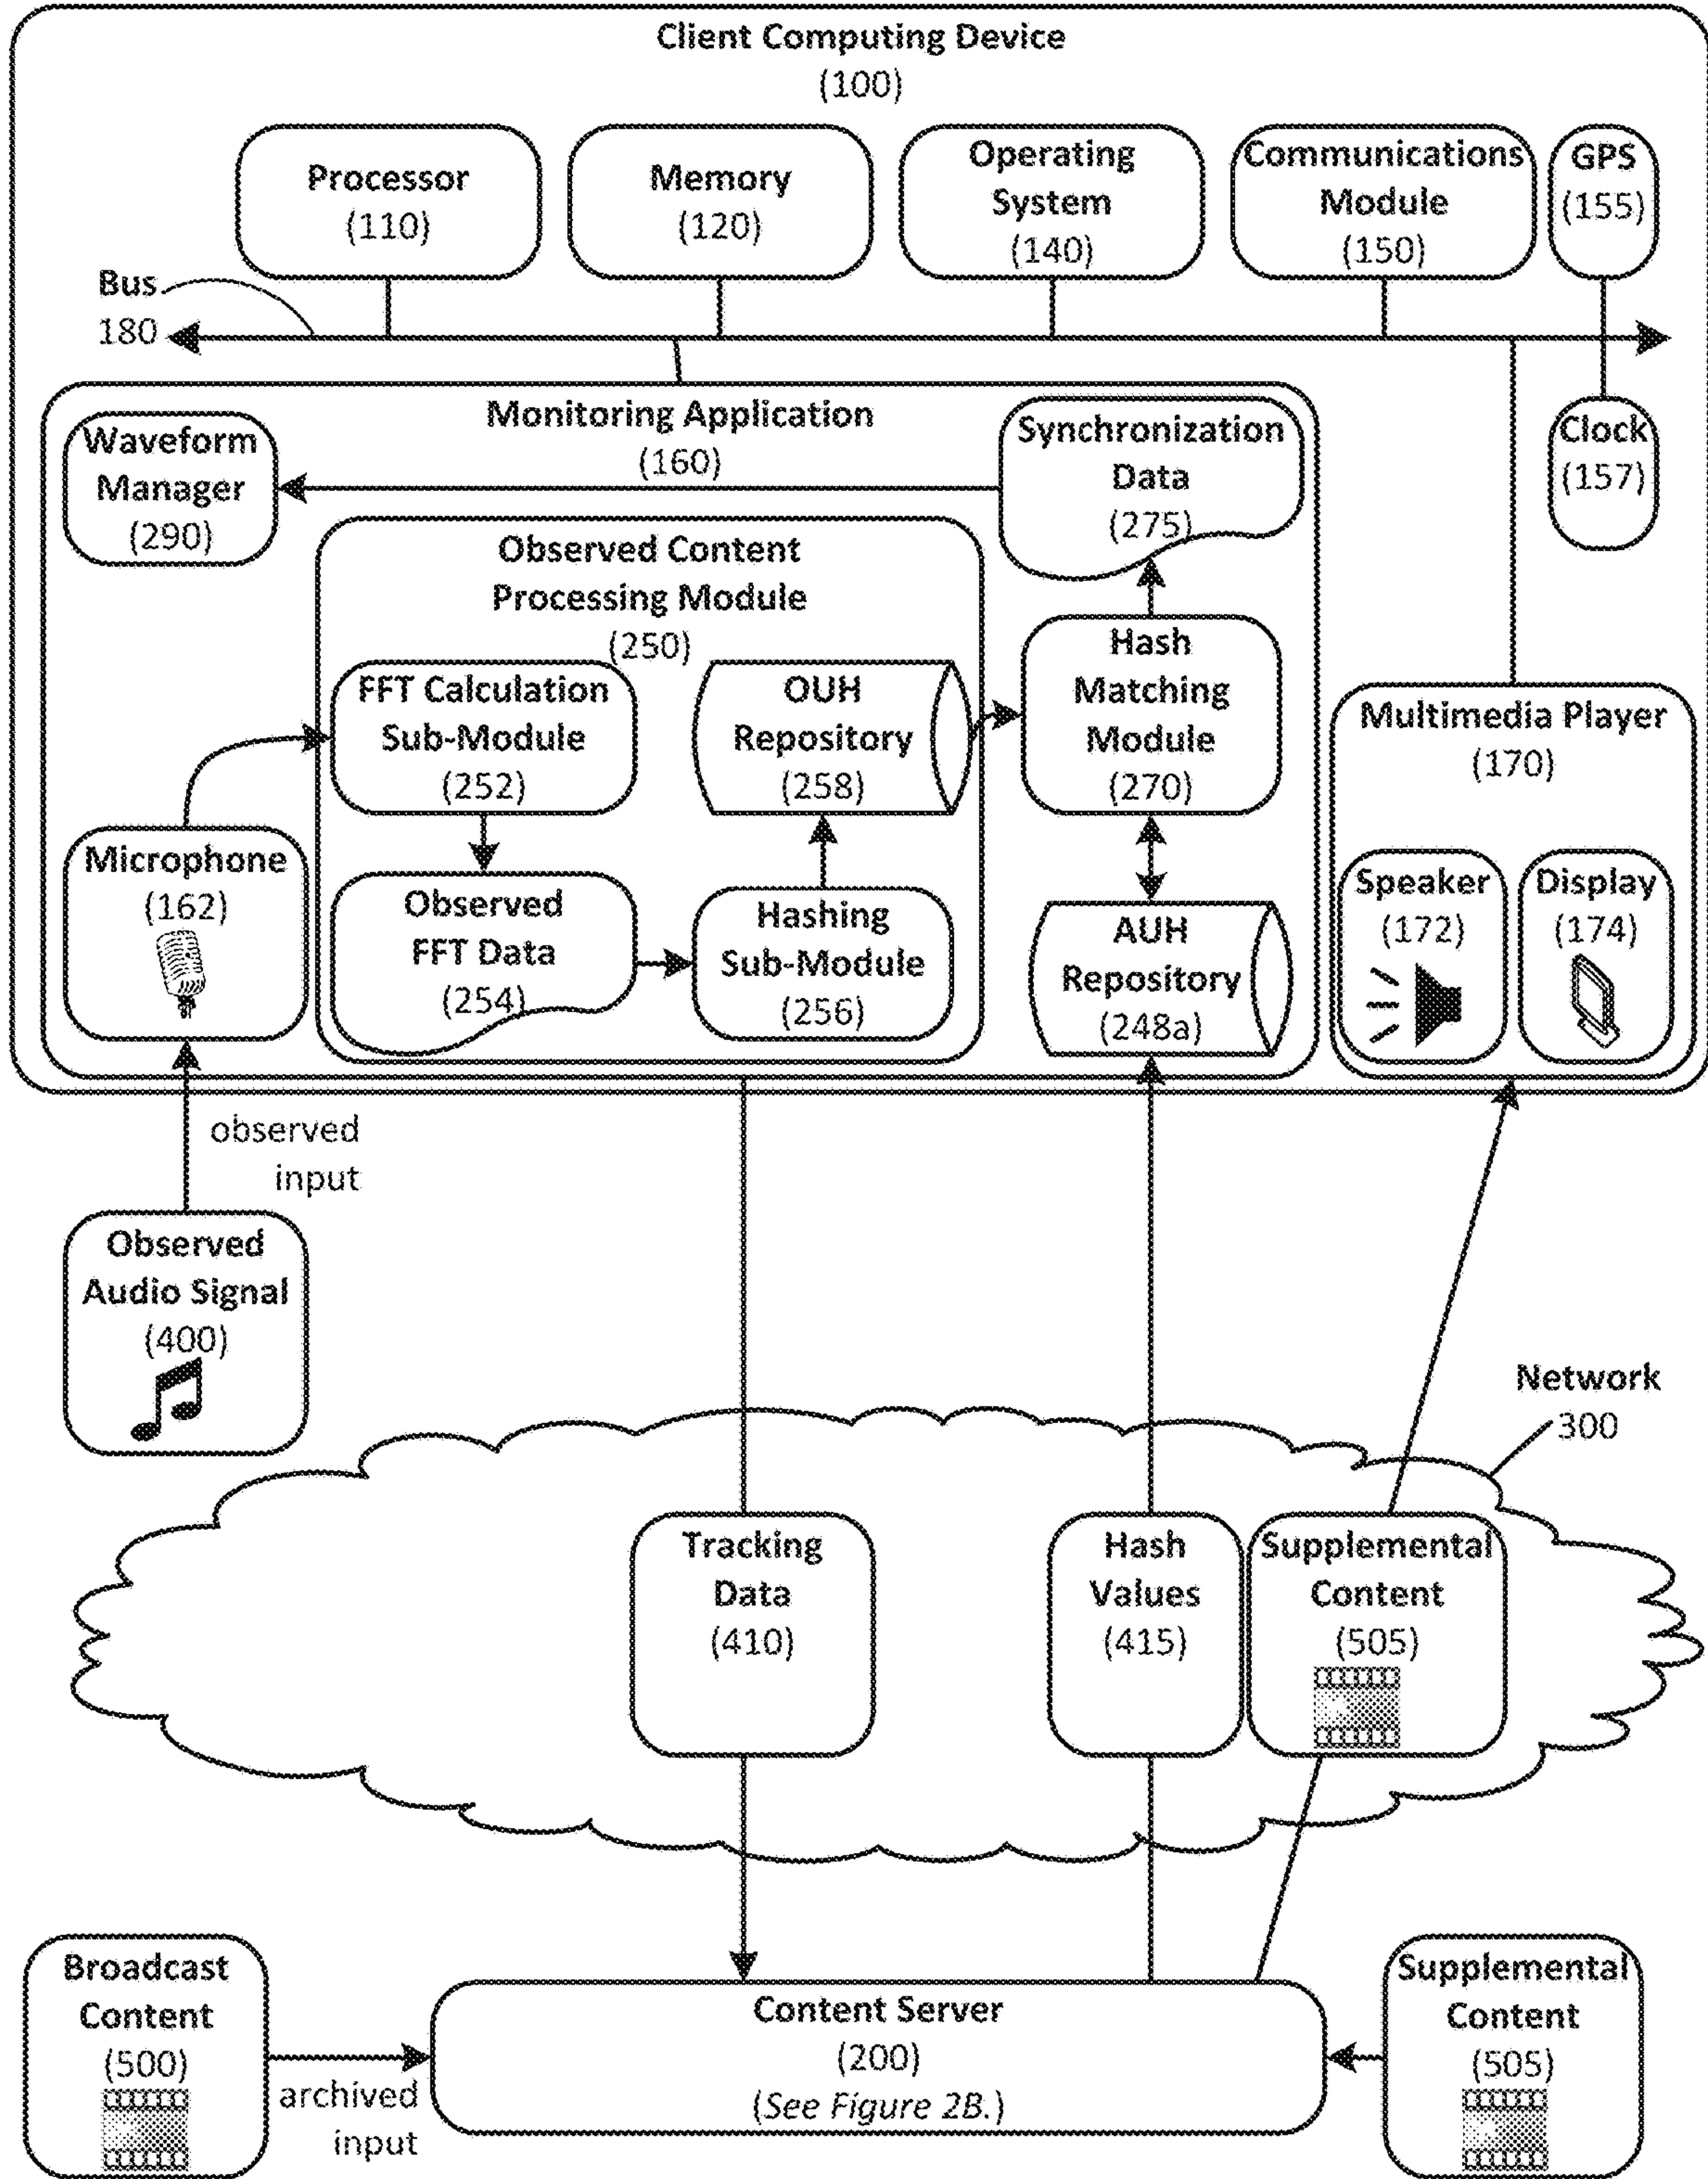 Client Computing Device
(100)
Processor
(110)
Memory
(120)
Operating
System
(140)
Communications
Module
(150)
GPS
(155)
Bus
180
Monitoring Application
(160)
Waveform
Manager
(290)
Synchronization
Data
(275)
Clock
(157)
Observed Content
Processing Module
(250)
FFT Calculation
Sub-Module
(252)
OUH
Repository
(258)
Hash
Matching
Module
(270)
Multimedia Player
(170)
Microphone
(162)
Observed
FFT Data
(254)
Hashing
Sub-Module
(256)
AUH
Repository
(248a)
Speaker
(172)
Display
(174)
observed
input
Observed
Audio Signal
(400)
Network
300
Tracking
Data
(410)
Hash
Values
(415)
Supplemental
Content
(505)
Broadcast
Content
(500)
archived
input
Content Server
(200)
(See Figure 2B.)
Supplemental
Content
(505)